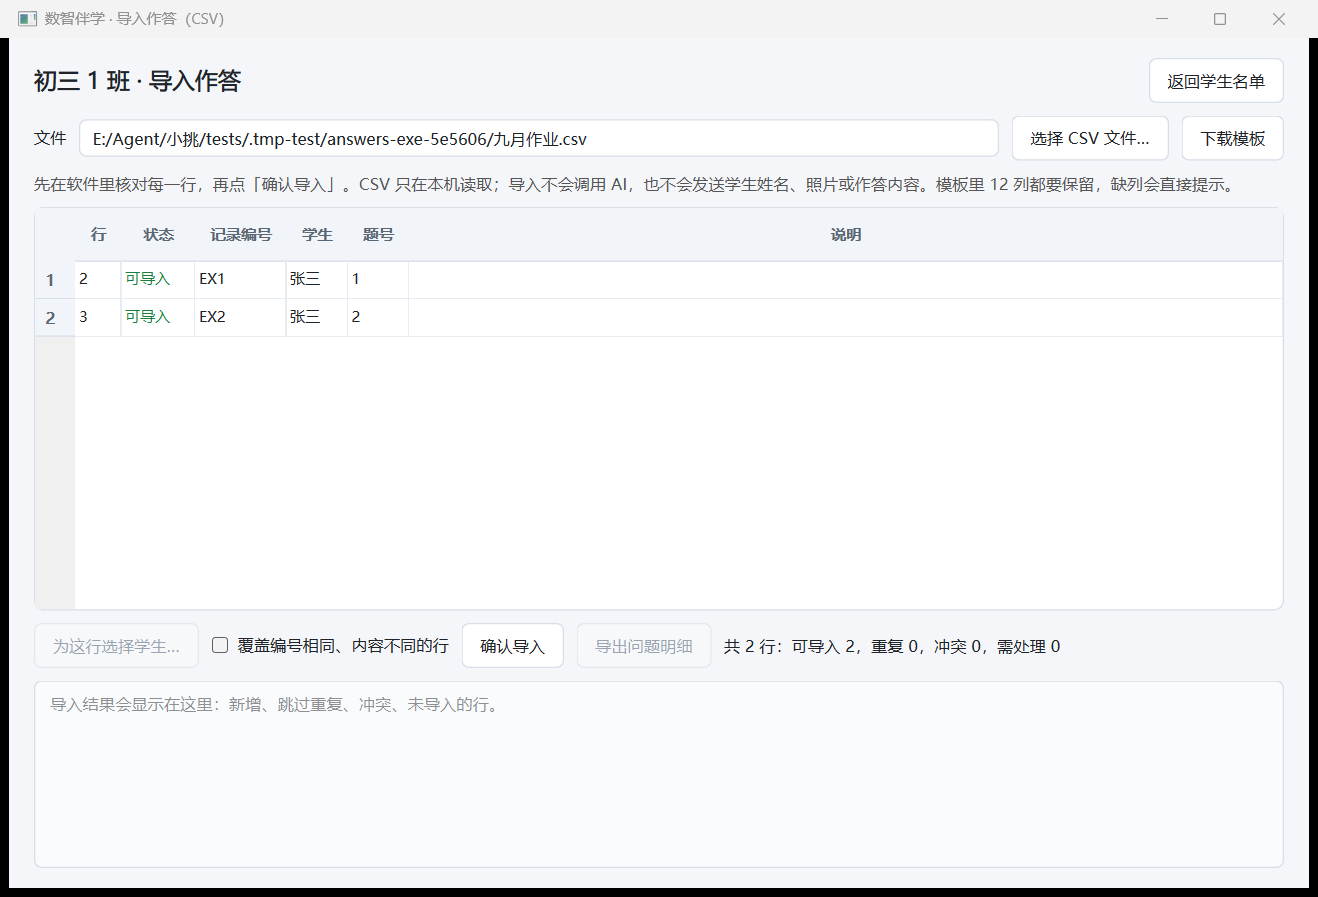 数智伴学 · 导入作答（CSV）
初三 1 班 · 导入作答
返回学生名单
文件 E:/Agent/小挑/tests/.tmp-test/answers-exe-5e5606/九月作业.csv 选择 CSV 文件... 下载模板
先在软件里核对每一行，再点「确认导入」。CSV 只在本机读取；导入不会调用 AI，也不会发送学生姓名、照片或作答内容。模板里 12 列都要保留，缺列会直接提示。
行 状态 记录编号 学生 题号 说明
1 2 可导入 EX1 张三 1
2 3 可导入 EX2 张三 2
为这行选择学生... 覆盖编号相同、内容不同的行 确认导入 导出问题明细 共 2 行：可导入 2，重复 0，冲突 0，需处理 0
导入结果会显示在这里：新增、跳过重复、冲突、未导入的行。